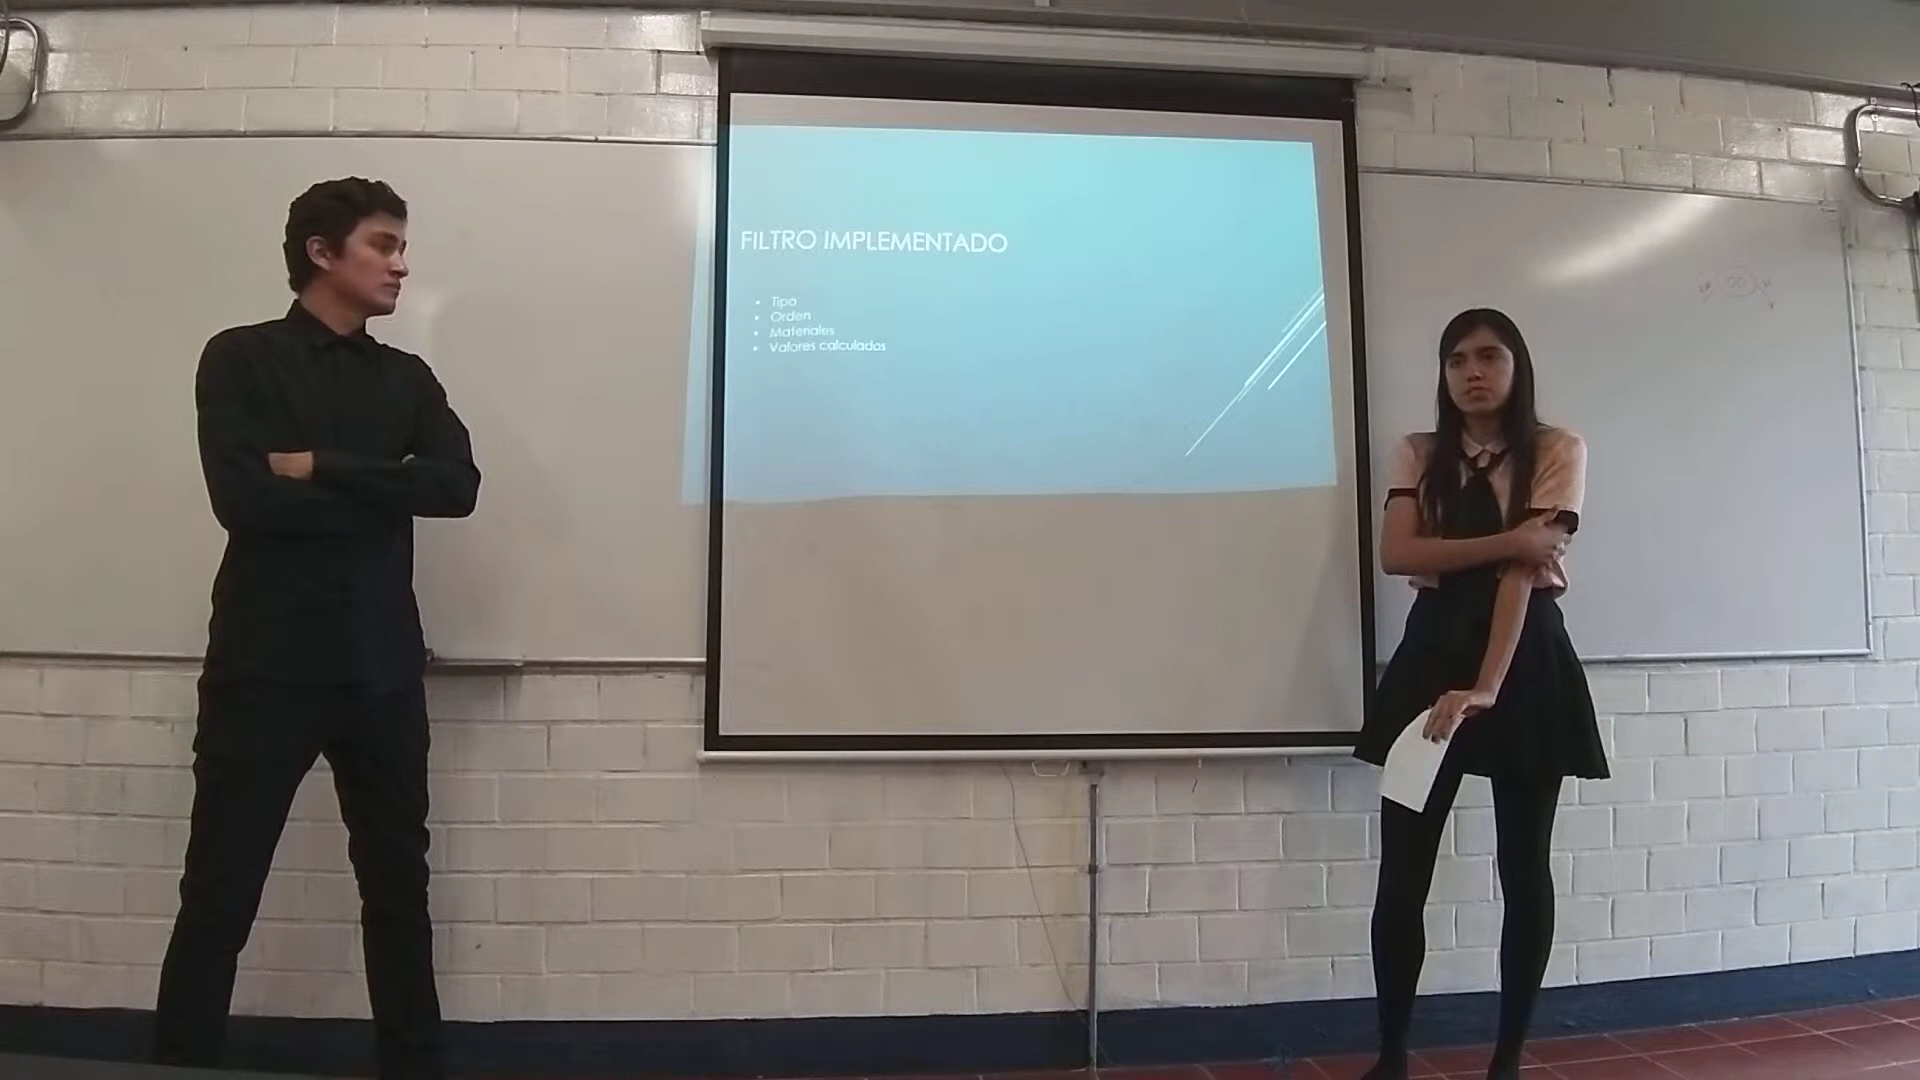 FILTRO IMPLEMENTADO
• Tipo
• Orden
• Materiales
• Valores calculados